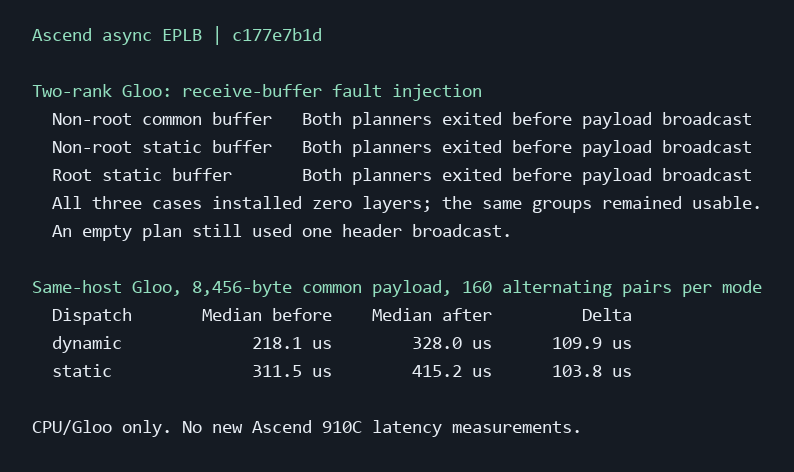 Ascend async EPLB | c177e7b1d
Two-rank Gloo: receive-buffer fault injection
Non-root common buffer Both planners exited before payload broadcast
Non-root static buffer Both planners exited before payload broadcast
Root static buffer Both planners exited before payload broadcast
All three cases installed zero layers; the same groups remained usable.
An empty plan still used one header broadcast.
Same-host Gloo, 8,456-byte common payload, 160 alternating pairs per mode
Dispatch Median before Median after Delta
dynamic 218.1 us 328.0 us 109.9 us
static 311.5 us 415.2 us 103.8 us
CPU/Gloo only. No new Ascend 910C latency measurements.